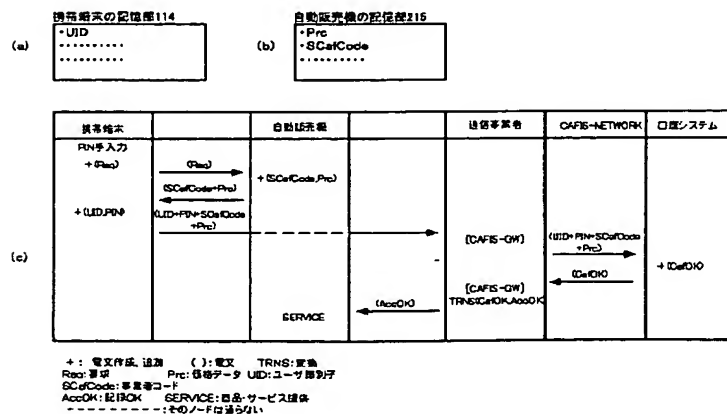 携帯端末の記憶部114
自動販売機の記憶部215
(a)
・UID
(b)
・Prc
・SCafCode
携帯端末
自動販売機
通信事業者
CAFIS-NETWORK
口座システム
PIN手入力
+(Req)
(Req)
+(SCafCode,Prc)
(SCafCode+Prc)
+(UID,PIN)
(UID+PIN+SCafCode
+Prc)
[CAFIS-GW]
(UID+PIN+SCafCode
+Prc)
(c)
+(CafOK)
(CafOK)
[CAFIS-GW]
TRNS(CafOK,AccOK)
(AccOK)
SERVICE
+:電文作成、追加 ( ):電文 TRNS:変換
Req:要求 Prc:価格データ UID:ユーザ識別子
SCafCode:事業者コード
AccOK:記録OK SERVICE:商品・サービス提供
------------:そのノードは通らない